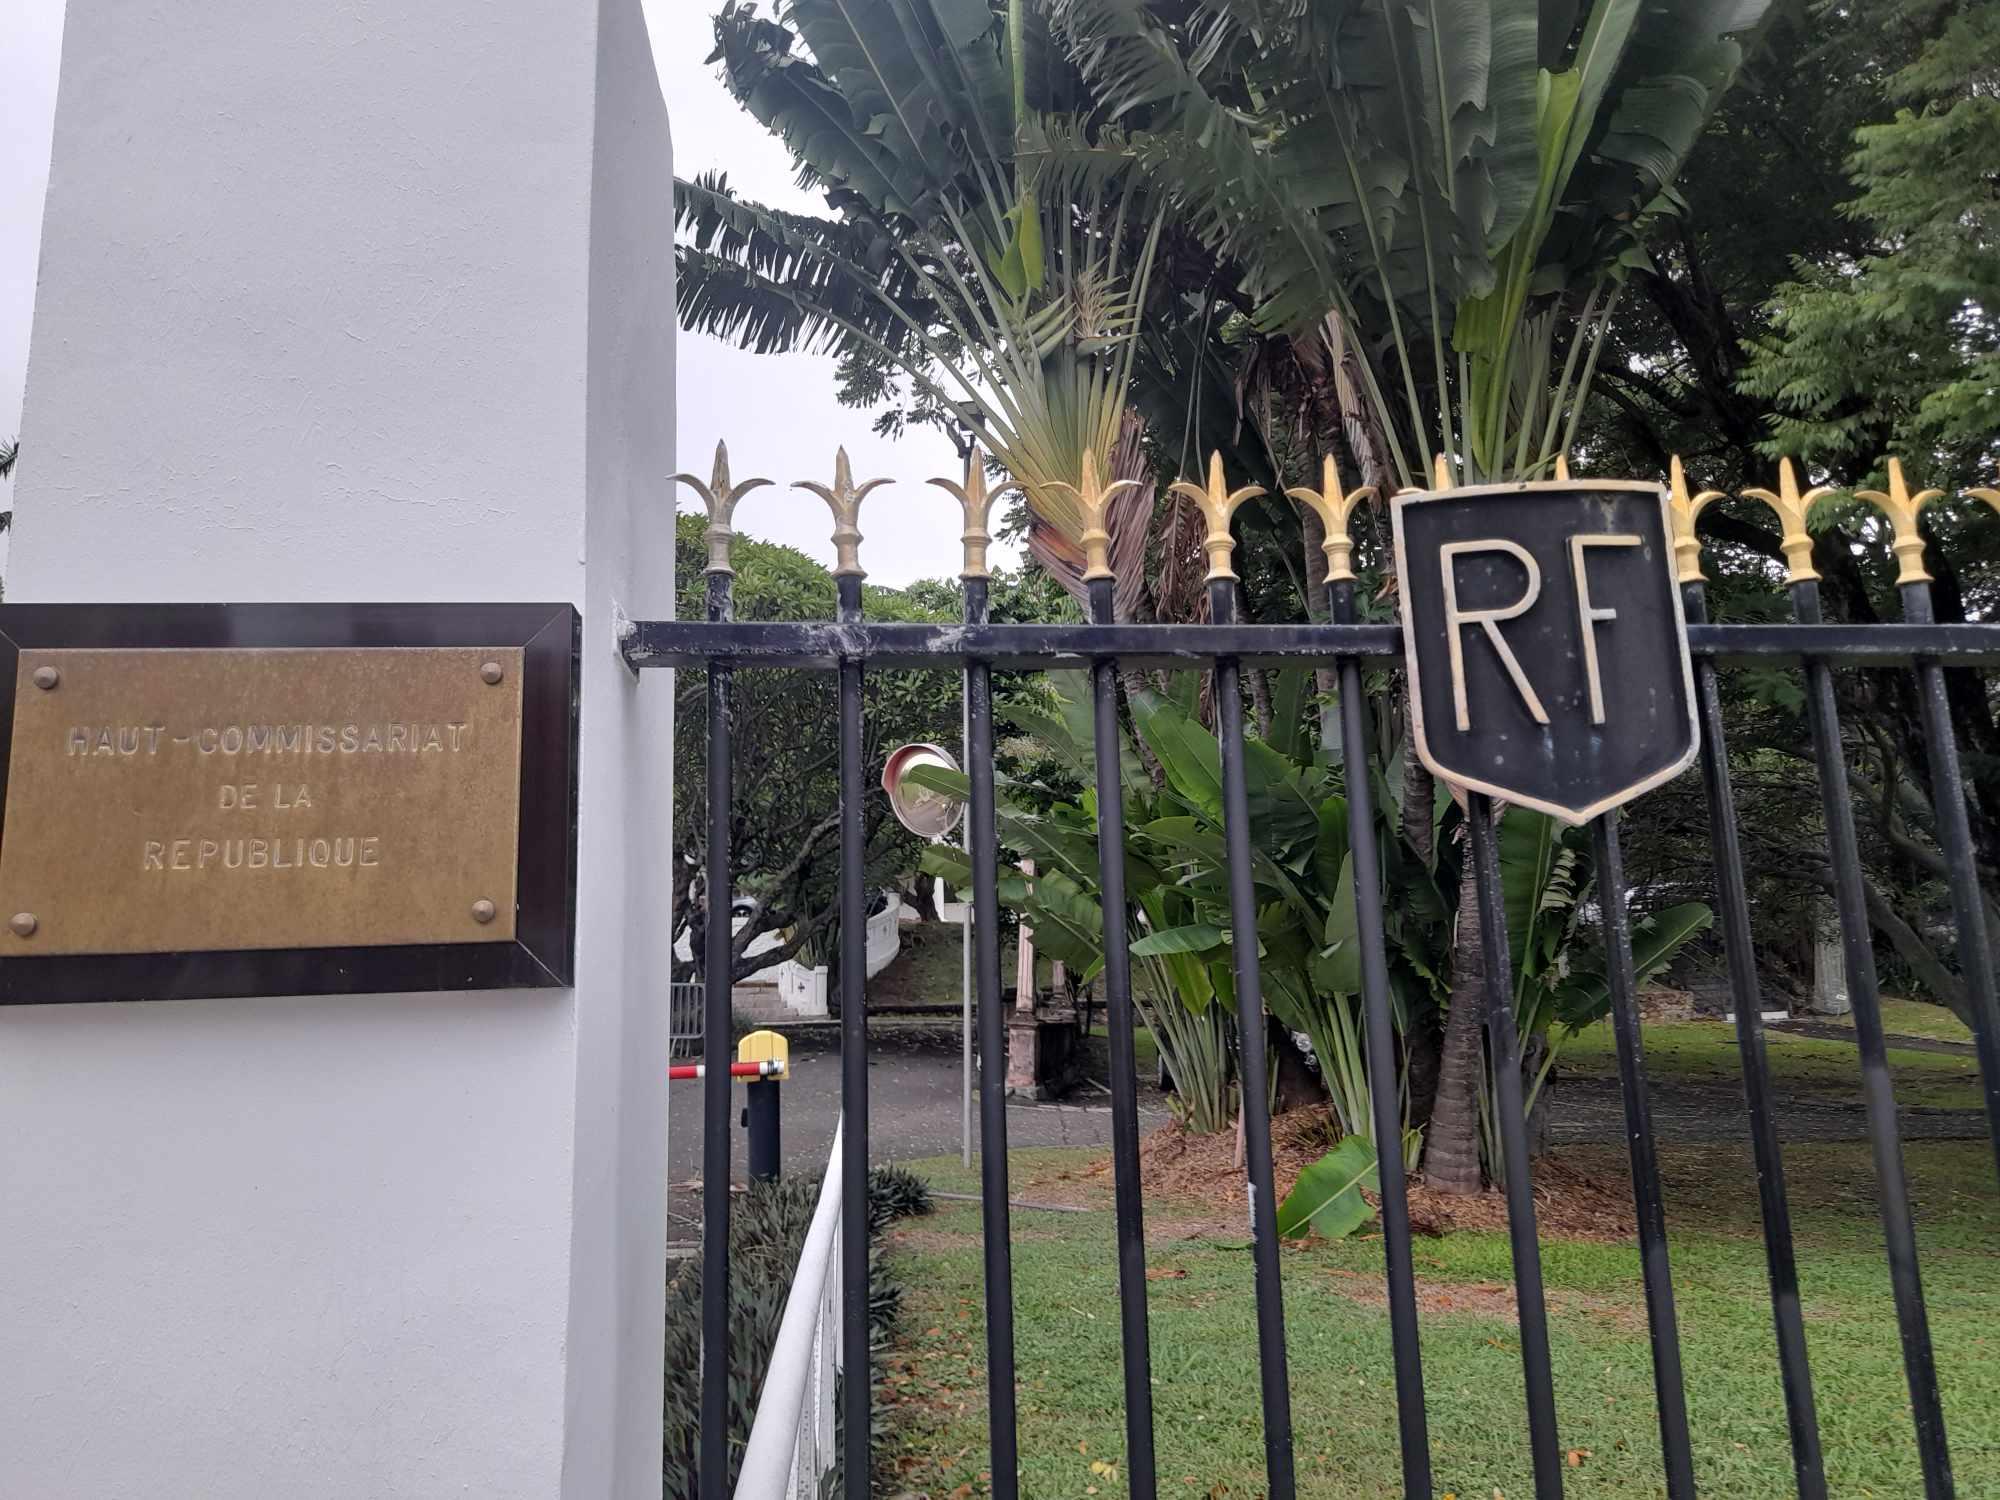 HAUT-COMMISSARIAT
DE LA
REPUBLIQUE
RF